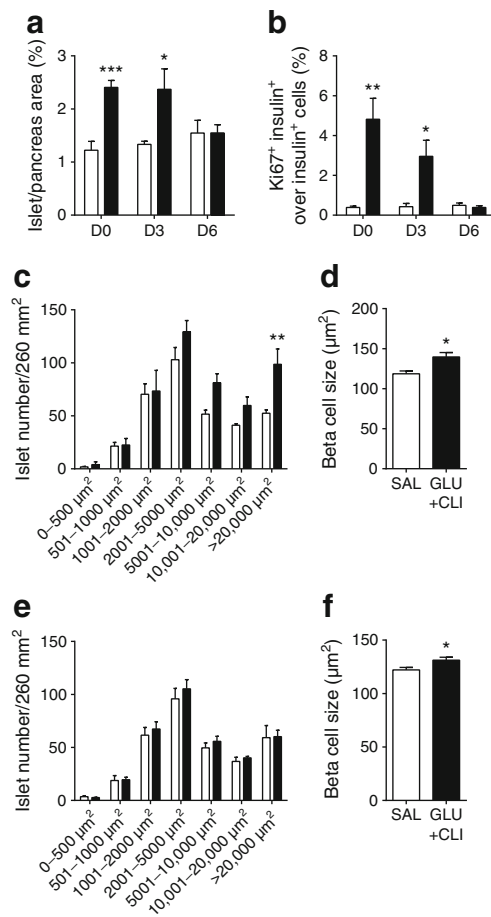 a
Islet/pancreas area (%)
3
2
1
0
***
*
D0
D3
D6
b
Ki67⁺ insulin⁺
over insulin⁺ cells (%)
8
6
4
2
0
**
*
D0
D3
D6
c
Islet number/260 mm²
150
100
50
0
**
0–500 µm²
501–1000 µm²
1001–2000 µm²
2001–5000 µm²
5001–10,000 µm²
10,001–20,000 µm²
>20,000 µm²
d
Beta cell size (µm²)
200
150
100
50
0
*
SAL
GLU
+CLI
e
Islet number/260 mm²
150
100
50
0
0–500 µm²
501–1000 µm²
1001–2000 µm²
2001–5000 µm²
5001–10,000 µm²
10,001–20,000 µm²
>20,000 µm²
f
Beta cell size (µm²)
150
100
50
0
*
SAL
GLU
+CLI